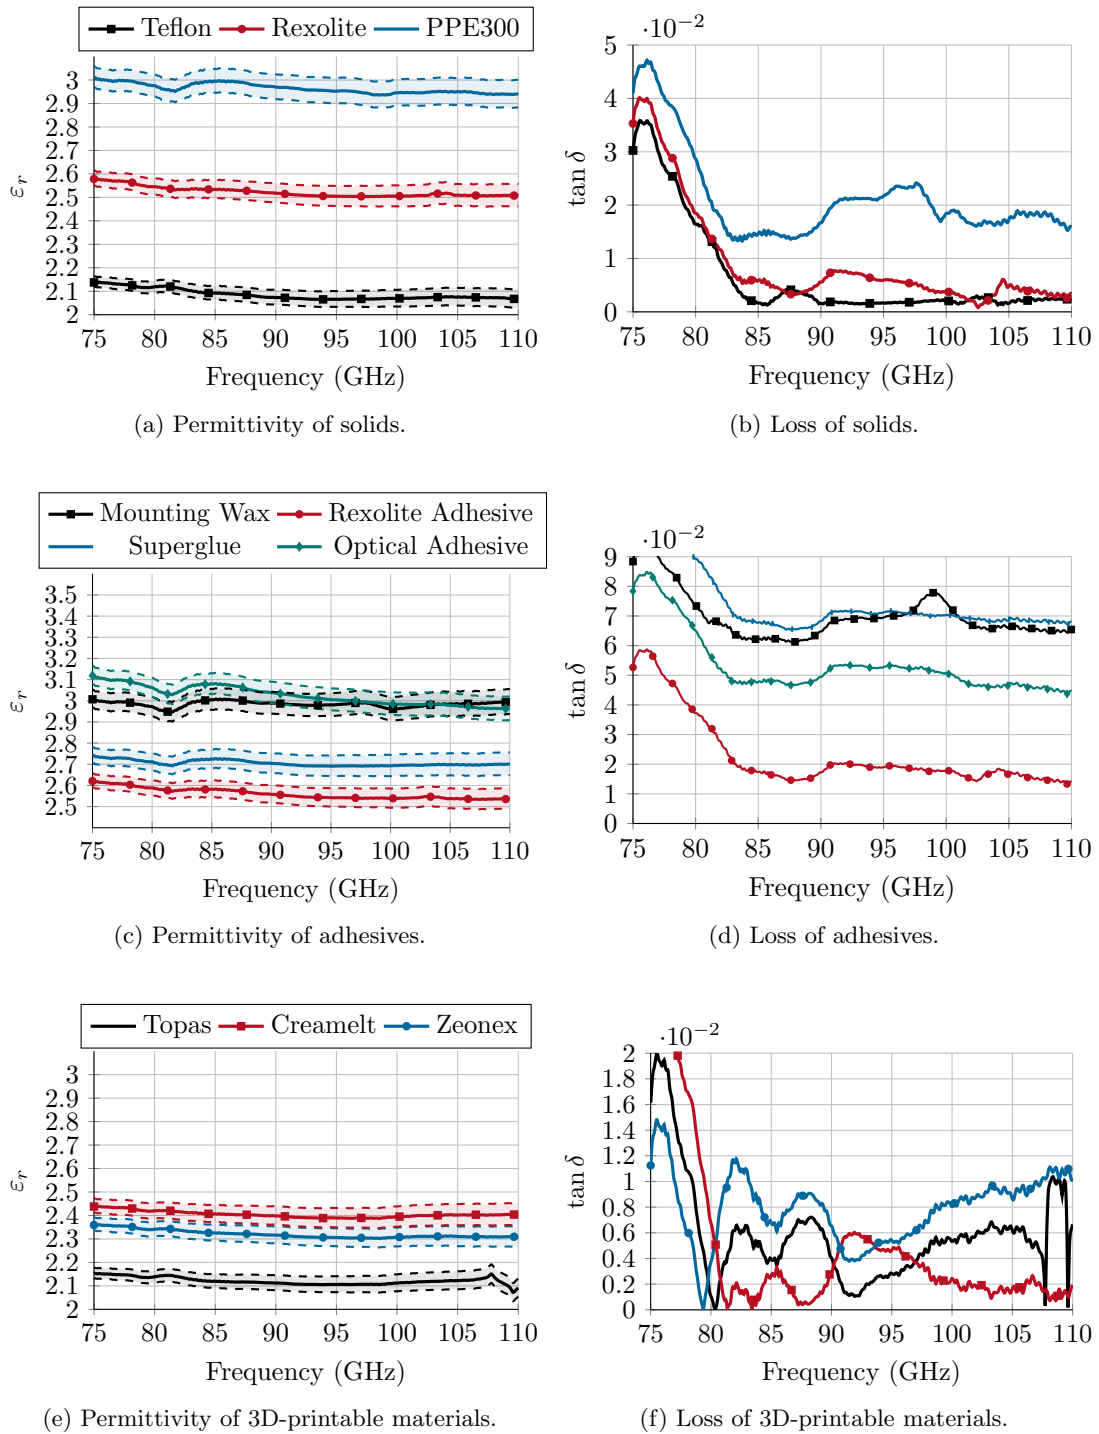 Teflon Rexolite PPE300
3
2.9
2.8
2.7
2.6
2.5
2.4
2.3
2.2
2.1
2
εr
75 80 85 90 95 100 105 110
Frequency (GHz)
(a) Permittivity of solids.
·10−2
5
4
3
2
1
0
tan δ
75 80 85 90 95 100 105 110
Frequency (GHz)
(b) Loss of solids.
Mounting Wax Rexolite Adhesive
Superglue Optical Adhesive
3.5
3.4
3.3
3.2
3.1
3
2.9
2.8
2.7
2.6
2.5
εr
75 80 85 90 95 100 105 110
Frequency (GHz)
(c) Permittivity of adhesives.
·10−2
9
8
7
6
5
4
3
2
1
0
tan δ
75 80 85 90 95 100 105 110
Frequency (GHz)
(d) Loss of adhesives.
Topas Creamelt Zeonex
3
2.9
2.8
2.7
2.6
2.5
2.4
2.3
2.2
2.1
2
εr
75 80 85 90 95 100 105 110
Frequency (GHz)
(e) Permittivity of 3D-printable materials.
·10−2
2
1.8
1.6
1.4
1.2
1
0.8
0.6
0.4
0.2
0
tan δ
75 80 85 90 95 100 105 110
Frequency (GHz)
(f) Loss of 3D-printable materials.